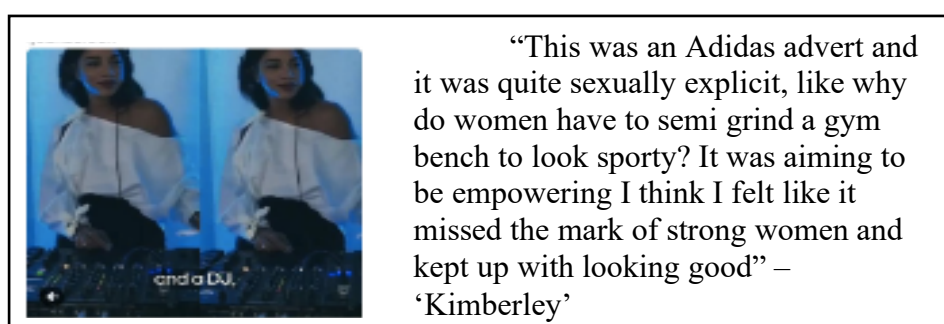 and a DJ,
“This was an Adidas advert and
it was quite sexually explicit, like why
do women have to semi grind a gym
bench to look sporty? It was aiming to
be empowering I think I felt like it
missed the mark of strong women and
kept up with looking good” –
‘Kimberley’